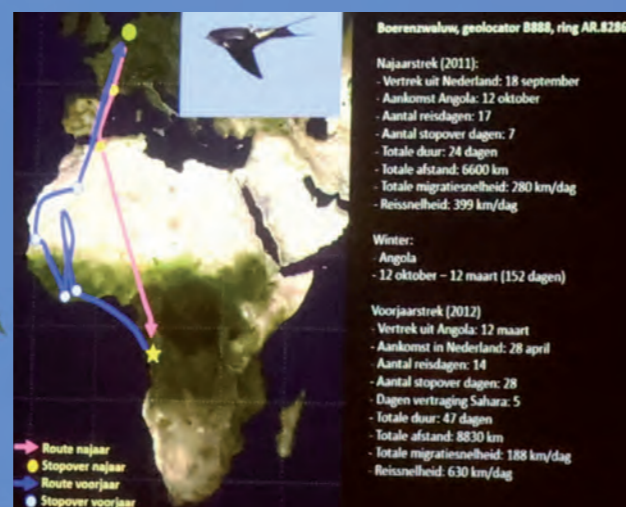 Boerenzwaluw, geolocator B888, ring AR.8286
Najaarstrek (2011):
- Vertrek uit Nederland: 18 september
- Aankomst Angola: 12 oktober
- Aantal reisdagen: 17
- Aantal stopover dagen: 7
- Totale duur: 24 dagen
- Totale afstand: 6600 km
- Totale migratiesnelheid: 280 km/dag
- Reissnelheid: 399 km/dag
Winter:
- Angola
- 12 oktober – 12 maart (152 dagen)
Voorjaarstrek (2012)
- Vertrek uit Angola: 12 maart
- Aankomst in Nederland: 28 april
- Aantal reisdagen: 14
- Aantal stopover dagen: 28
- Dagen vertraging Sahara: 5
- Totale duur: 47 dagen
- Totale afstand: 8830 km
- Totale migratiesnelheid: 188 km/dag
- Reissnelheid: 630 km/dag
Route najaar
Stopover najaar
Route voorjaar
Stopover voorjaar